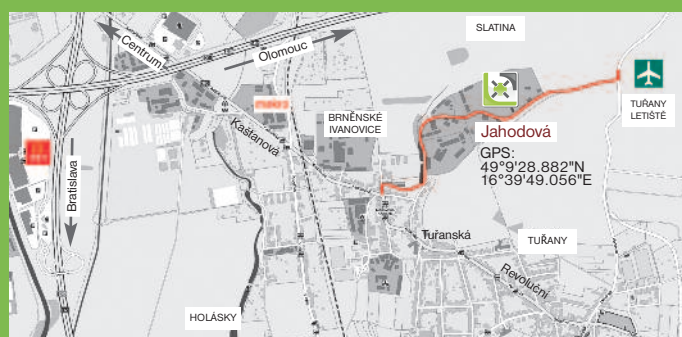 SLATINA
Centrum
Olomouc
makro
TUŘANY
LETIŠTĚ
BRNĚNSKÉ
IVANOVICE
Kaštanová
Jahodová
GPS:
49°9'28.882"N
16°39'49.056"E
Bratislava
Tuřanská
TUŘANY
Revoluční
HOLÁSKY